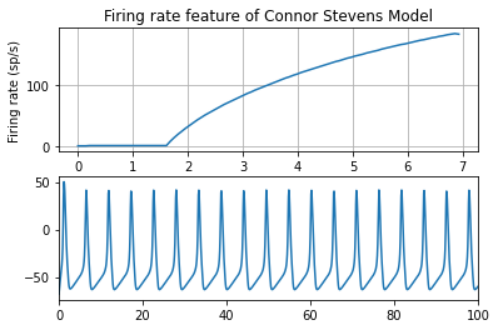 Firing rate feature of Connor Stevens Model
Firing rate (sp/s)
100
0
0 1 2 3 4 5 6 7
50
0
−50
0 20 40 60 80 100